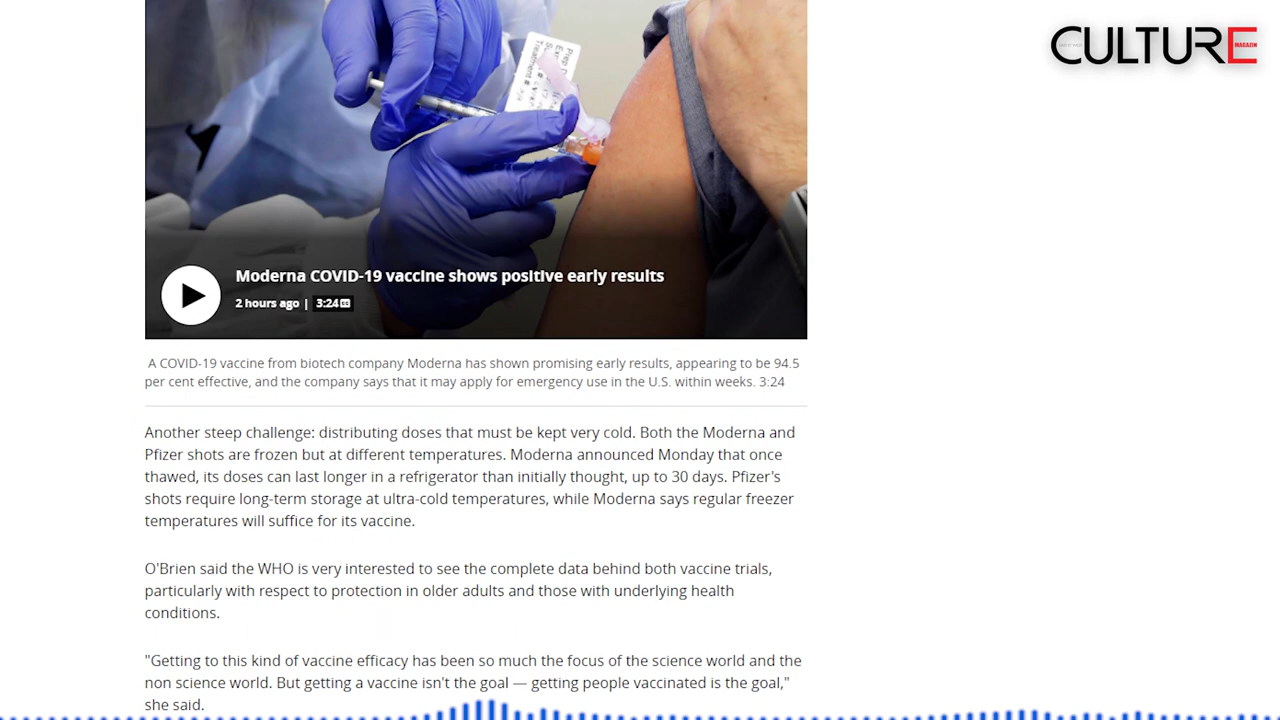 CULTURE
MAGAZIN
Moderna COVID-19 vaccine shows positive early results
2 hours ago | 3:24 CC
A COVID-19 vaccine from biotech company Moderna has shown promising early results, appearing to be 94.5
per cent effective, and the company says that it may apply for emergency use in the U.S. within weeks. 3:24
Another steep challenge: distributing doses that must be kept very cold. Both the Moderna and
Pfizer shots are frozen but at different temperatures. Moderna announced Monday that once
thawed, its doses can last longer in a refrigerator than initially thought, up to 30 days. Pfizer's
shots require long-term storage at ultra-cold temperatures, while Moderna says regular freezer
temperatures will suffice for its vaccine.
O'Brien said the WHO is very interested to see the complete data behind both vaccine trials,
particularly with respect to protection in older adults and those with underlying health
conditions.
"Getting to this kind of vaccine efficacy has been so much the focus of the science world and the
non science world. But getting a vaccine isn't the goal — getting people vaccinated is the goal,"
she said.